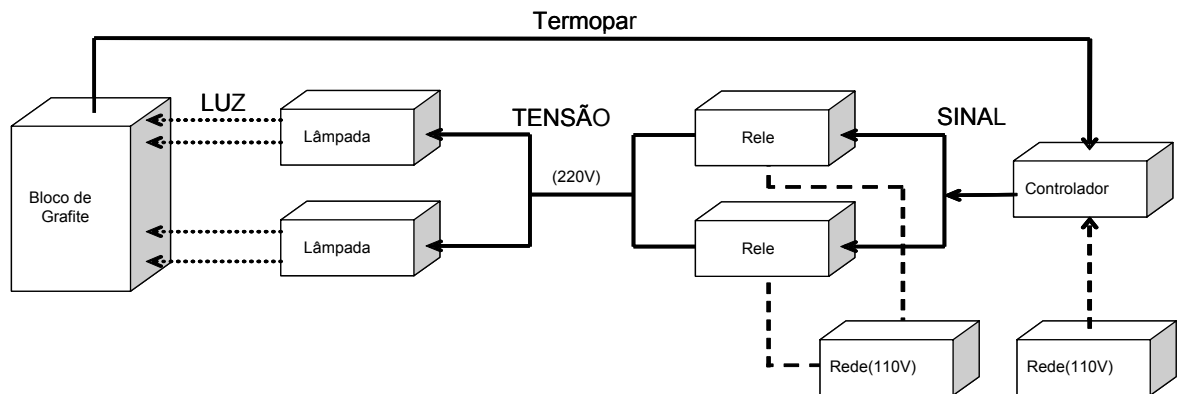 Termopar
LUZ
TENSÃO
SINAL
Lâmpada
Rele
(220V)
Controlador
Bloco de
Grafite
Lâmpada
Rele
Rede(110V)
Rede(110V)